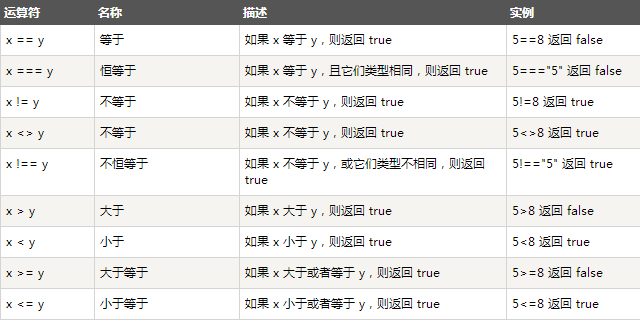 运算符 名称 描述 实例
x == y 等于 如果 x 等于 y，则返回 true 5==8 返回 false
x === y 恒等于 如果 x 等于 y，且它们类型相同，则返回 true 5==="5" 返回 false
x != y 不等于 如果 x 不等于 y，则返回 true 5!=8 返回 true
x <> y 不等于 如果 x 不等于 y，则返回 true 5<>8 返回 true
x !== y 不恒等于 如果 x 不等于 y，或它们类型不相同，则返回 5!=="5" 返回 true
true
x > y 大于 如果 x 大于 y，则返回 true 5>8 返回 false
x < y 小于 如果 x 小于 y，则返回 true 5<8 返回 true
x >= y 大于等于 如果 x 大于或者等于 y，则返回 true 5>=8 返回 false
x <= y 小于等于 如果 x 小于或者等于 y，则返回 true 5<=8 返回 true